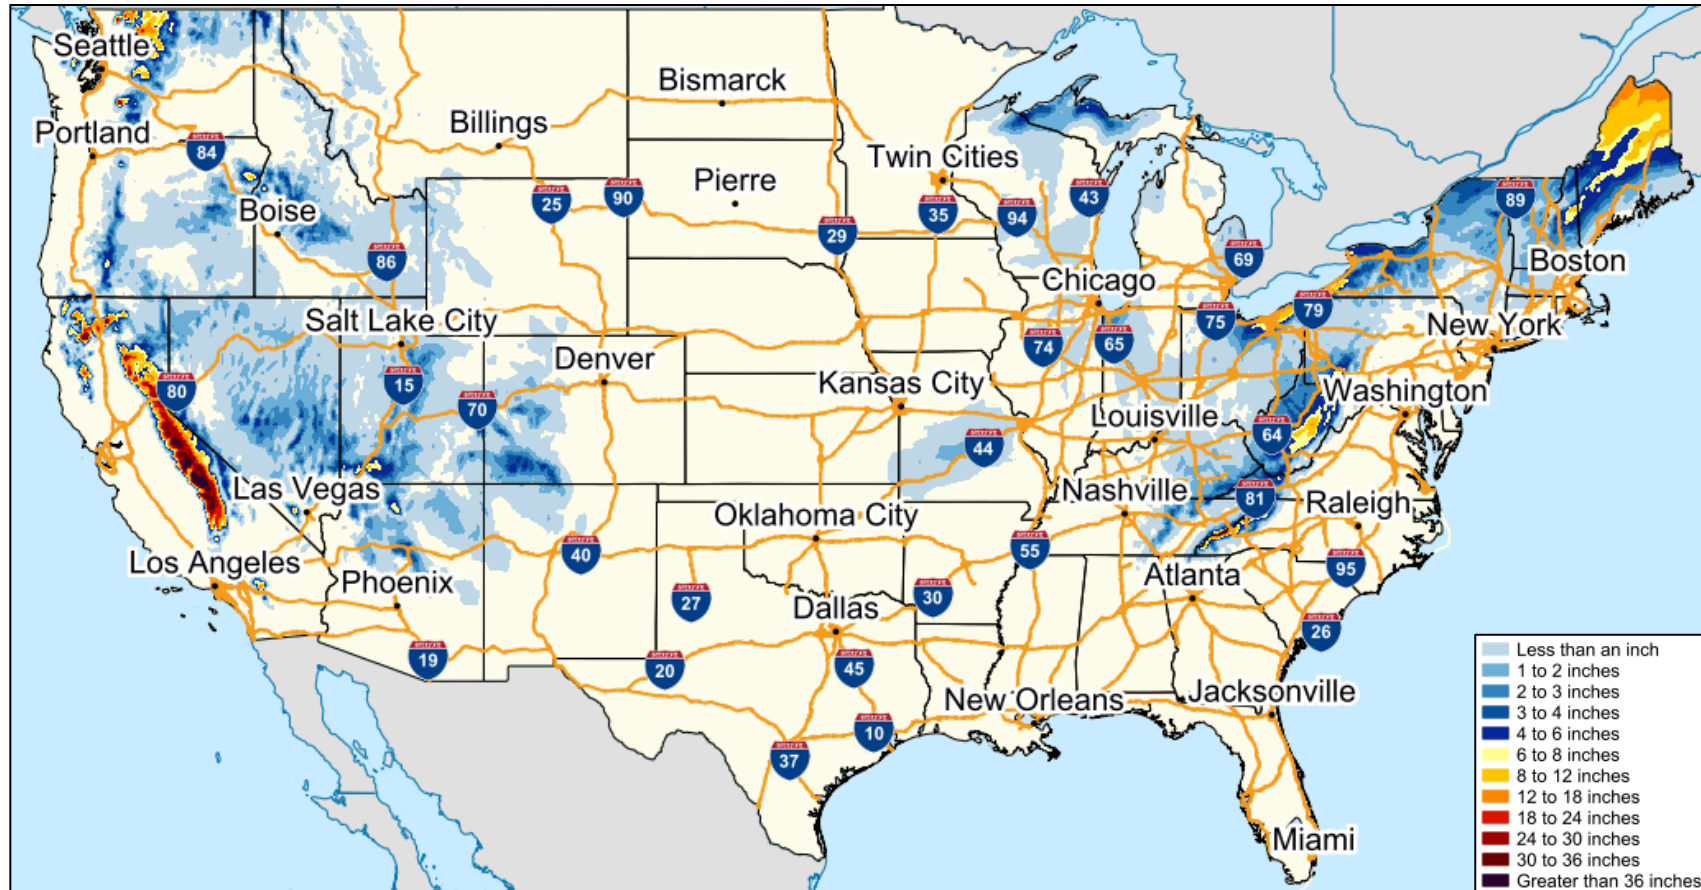 Seattle
Bismarck
Billings
Portland
84
Twin Cities
Pierre
Boise
25
90
35
94
43
89
29
86
69
Boston
Chicago
Salt Lake City
79
75
New York
74
65
Denver
80
15
70
Kansas City
Washington
Louisville
64
44
Las Vegas
Nashville
81
Raleigh
Oklahoma City
40
55
Los Angeles
Phoenix
Atlanta
95
27
30
Dallas
26
19
20
45
New Orleans
Jacksonville
10
37
Miami
Less than an inch
1 to 2 inches
2 to 3 inches
3 to 4 inches
4 to 6 inches
6 to 8 inches
8 to 12 inches
12 to 18 inches
18 to 24 inches
24 to 30 inches
30 to 36 inches
Greater than 36 inches